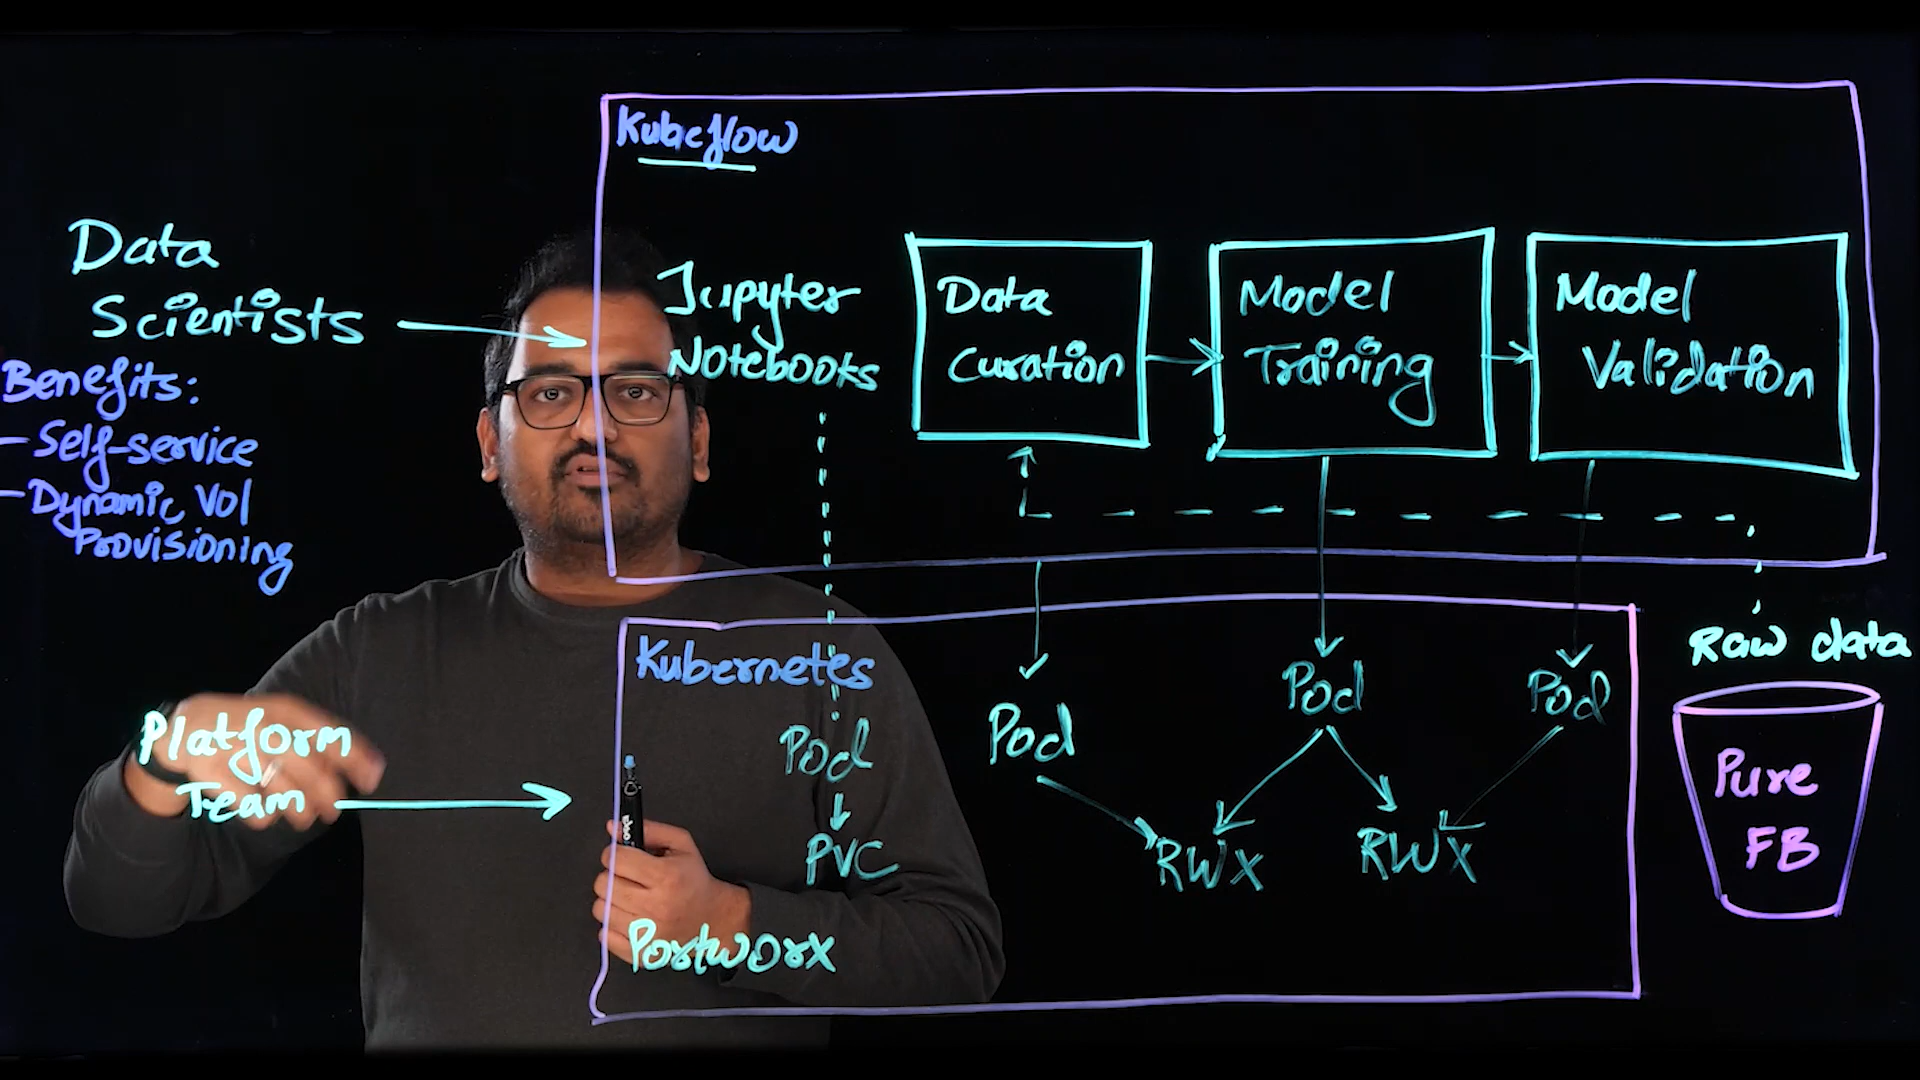 Kubeflow
Data
Scientists
Benefits:
- Self-service
- Dynamic Vol
Provisioning
Jupyter
Notebooks
Data
Curation
Model
Training
Model
Validation
Platform
Team
Kubernetes
Pod
PVC
Portworx
Pod
Pod
Pod
RWX
RWX
Raw data
Pure
FB